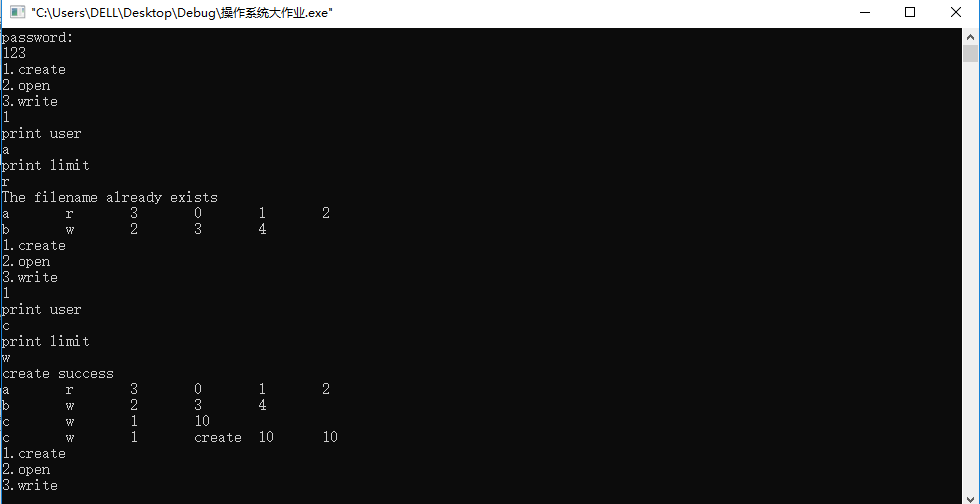 "C:\Users\DELL\Desktop\Debug\操作系统大作业.exe"
password:
123
1.create
2.open
3.write
1
print user
a
print limit
r
The filename already exists
a r 3 0 1 2
b w 2 3 4
1.create
2.open
3.write
1
print user
c
print limit
w
create success
a r 3 0 1 2
b w 2 3 4
c w 1 10
c w 1 create 10 10
1.create
2.open
3.write